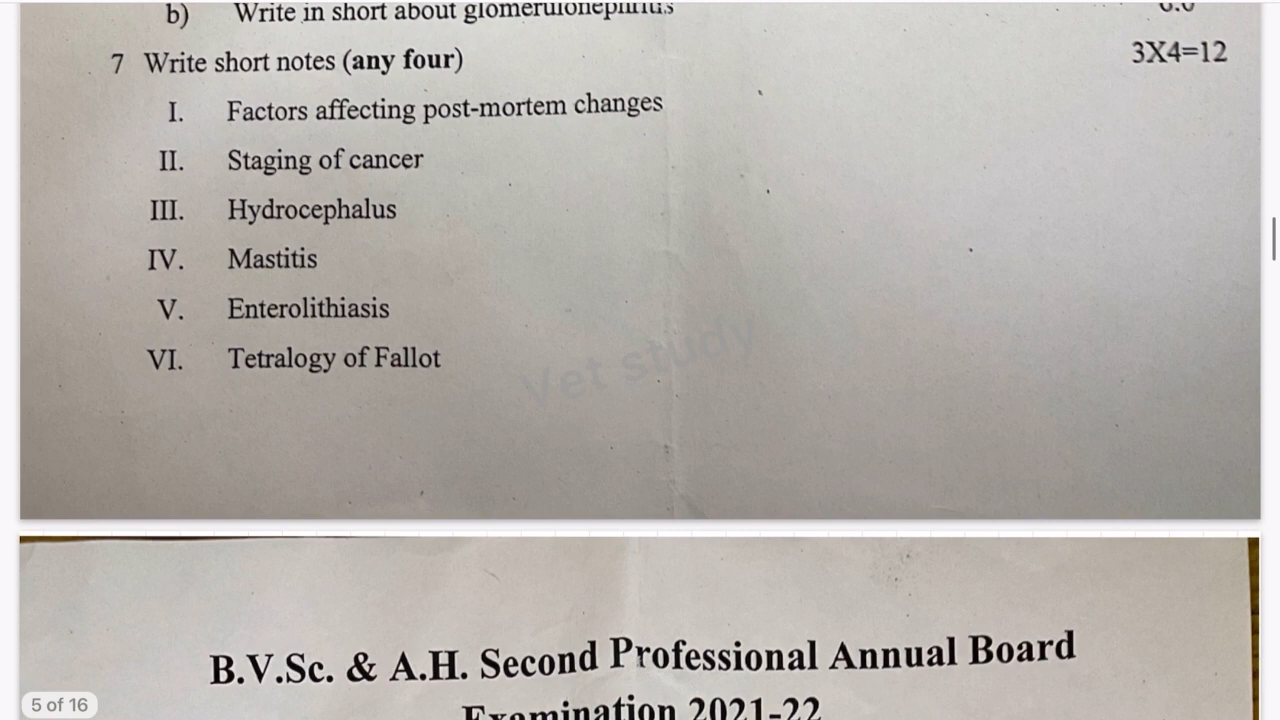 b) Write in short about glomerulonephritis
7 Write short notes (any four) 3X4=12
I. Factors affecting post-mortem changes
II. Staging of cancer
III. Hydrocephalus
IV. Mastitis
V. Enterolithiasis
VI. Tetralogy of Fallot
Vet study
B.V.Sc. & A.H. Second Professional Annual Board
Examination 2021-22
5 of 16